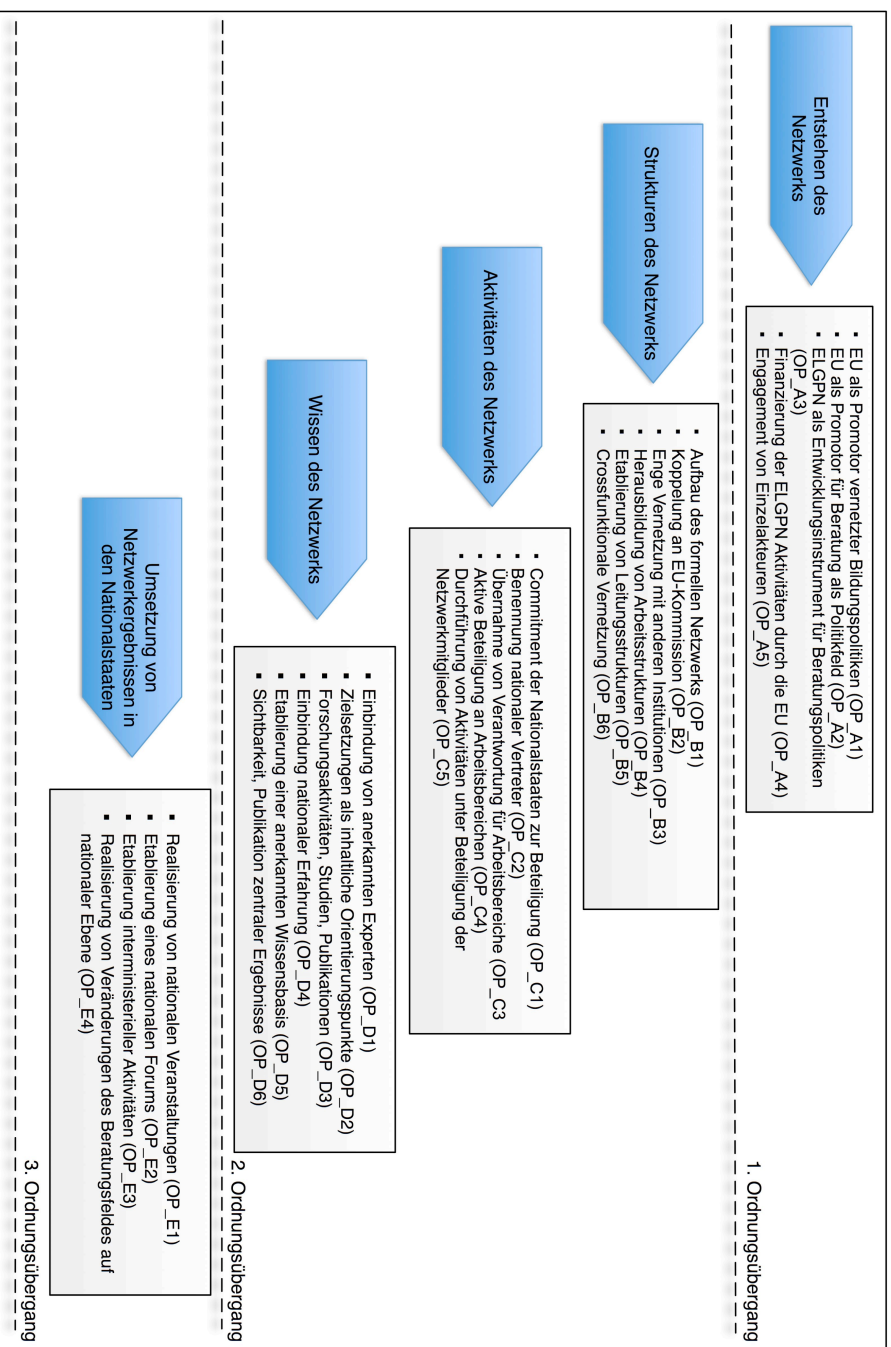 Entstehen des
Netzwerks
▪ EU als Promotor vernetzter Bildungspolitiken (OP_A1)
▪ EU als Promotor für Beratung als Politikfeld (OP_A2)
▪ ELGPN als Entwicklungsinstrument für Beratungspolitiken
(OP_A3)
▪ Finanzierung der ELGPN Aktivitäten durch die EU (OP_A4)
▪ Engagement von Einzelakteuren (OP_A5)
1. Ordnungsübergang
Strukturen des Netzwerks
▪ Aufbau des formellen Netzwerks (OP_B1)
▪ Koppelung an EU-Kommission (OP_B2)
▪ Enge Vernetzung mit anderen Institutionen (OP_B3)
▪ Herausbildung von Arbeitsstrukturen (OP_B4)
▪ Etablierung von Leitungsstrukturen (OP_B5)
▪ Crossfunktionale Vernetzung (OP_B6)
Aktivitäten des Netzwerks
▪ Commitment der Nationalstaaten zur Beteiligung (OP_C1)
▪ Benennung nationaler Vertreter (OP_C2)
▪ Übernahme von Verantwortung für Arbeitsbereiche (OP_C3
▪ Aktive Beteiligung an Arbeitsbereichen (OP_C4)
▪ Durchführung von Aktivitäten unter Beteiligung der
Netzwerkmitglieder (OP_C5)
Wissen des Netzwerks
▪ Einbindung von anerkannten Experten (OP_D1)
▪ Zielsetzungen als inhaltliche Orientierungspunkte (OP_D2)
▪ Forschungsaktivitäten, Studien, Publikationen (OP_D3)
▪ Einbindung nationaler Erfahrung (OP_D4)
▪ Etablierung einer anerkannten Wissensbasis (OP_D5)
▪ Sichtbarkeit, Publikation zentraler Ergebnisse (OP_D6)
2. Ordnungsübergang
Umsetzung von
Netzwerkergebnissen in
den Nationalstaaten
▪ Realisierung von nationalen Veranstaltungen (OP_E1)
▪ Etablierung eines nationalen Forums (OP_E2)
▪ Etablierung interministerieller Aktivitäten (OP_E3)
▪ Realisierung von Veränderungen des Beratungsfeldes auf
nationaler Ebene (OP_E4)
3. Ordnungsübergang